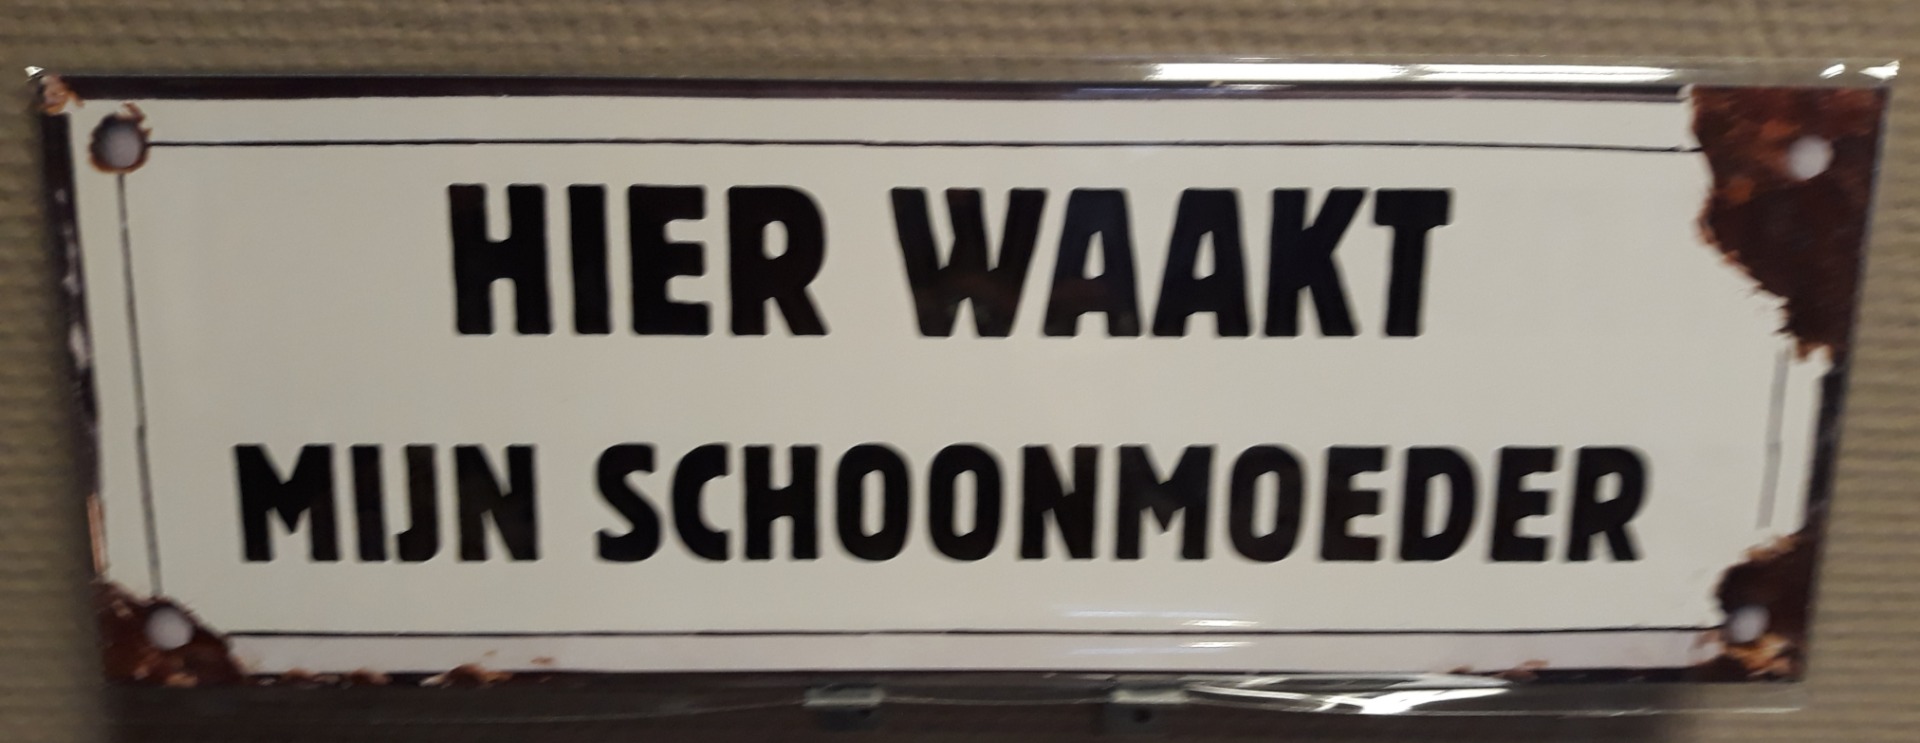 HIER WAAKT
MIJN SCHOONMOEDER